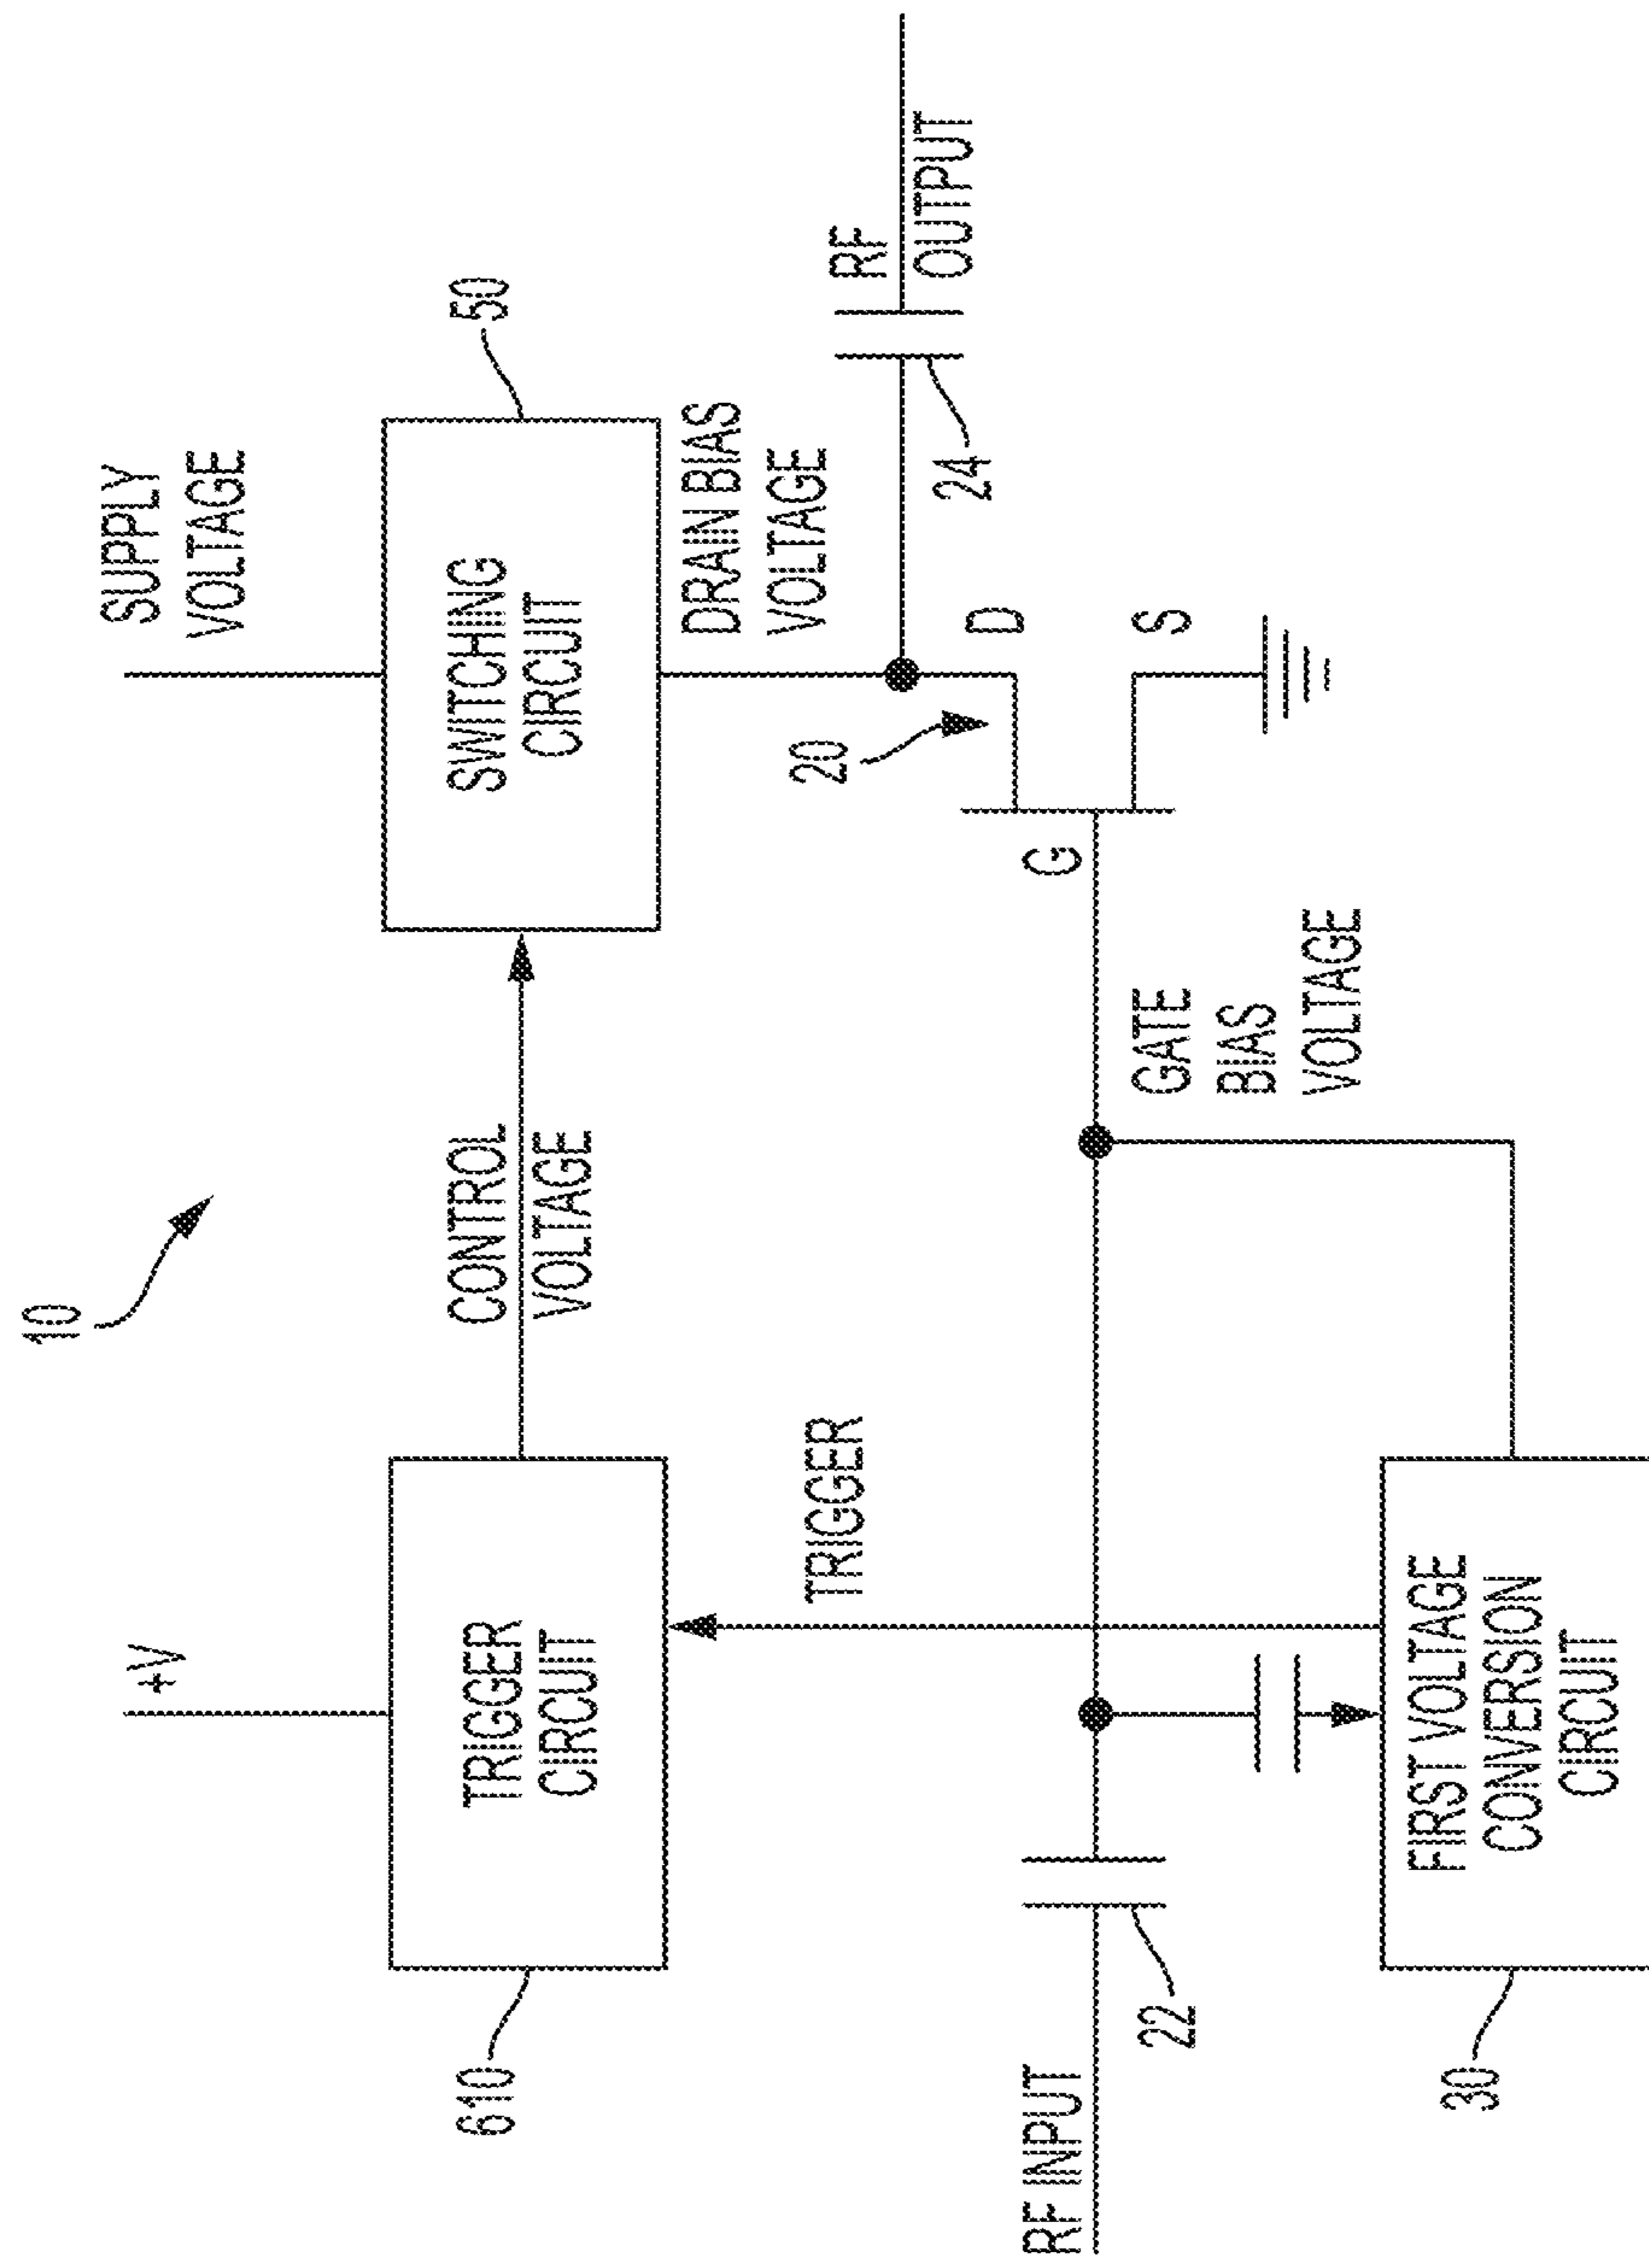 10
+V
SUPPLY
VOLTAGE
610
TRIGGER
CIRCUIT
CONTROL
VOLTAGE
SWITCHING
CIRCUIT
50
DRAIN BIAS
VOLTAGE
TRIGGER
20
RF
OUTPUT
24
D
G
S
RF INPUT
22
GATE
BIAS
VOLTAGE
30
FIRST VOLTAGE
CONVERSION
CIRCUIT